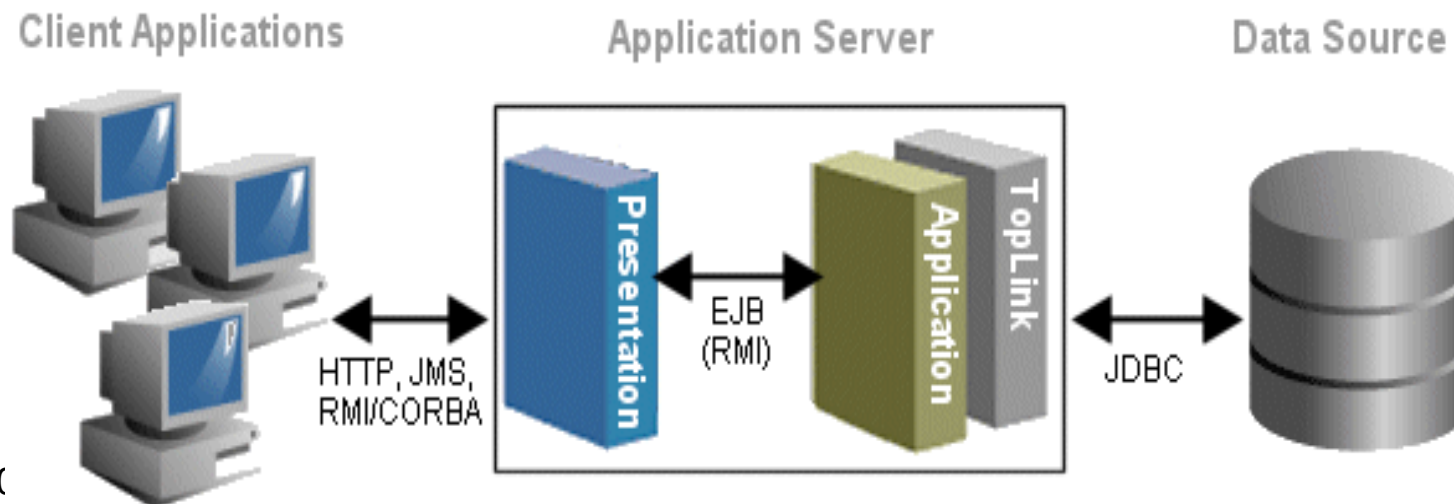 Client Applications
Application Server
Data Source
Presentation
Application
TopLink
EJB
(RMI)
HTTP, JMS,
RMI/CORBA
JDBC